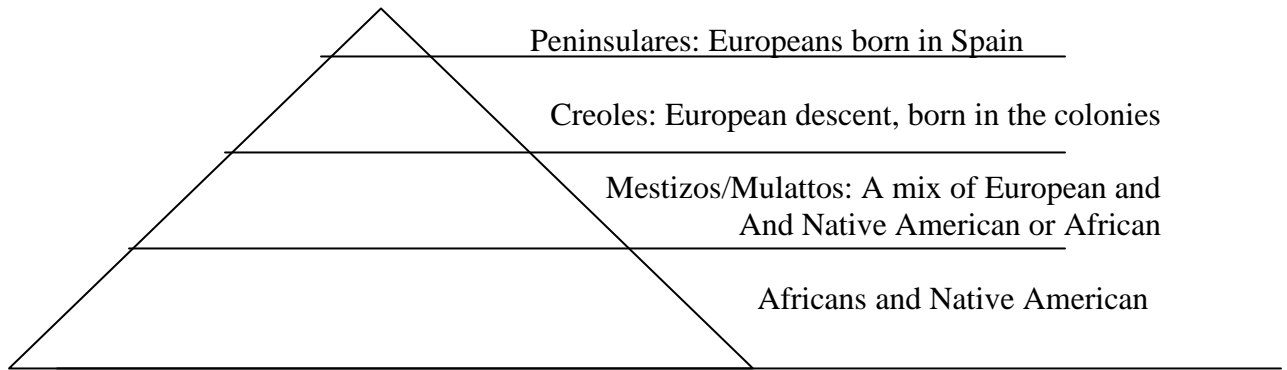 Peninsulares: Europeans born in Spain
Creoles: European descent, born in the colonies
Mestizos/Mulattos: A mix of European and
And Native American or African
Africans and Native American